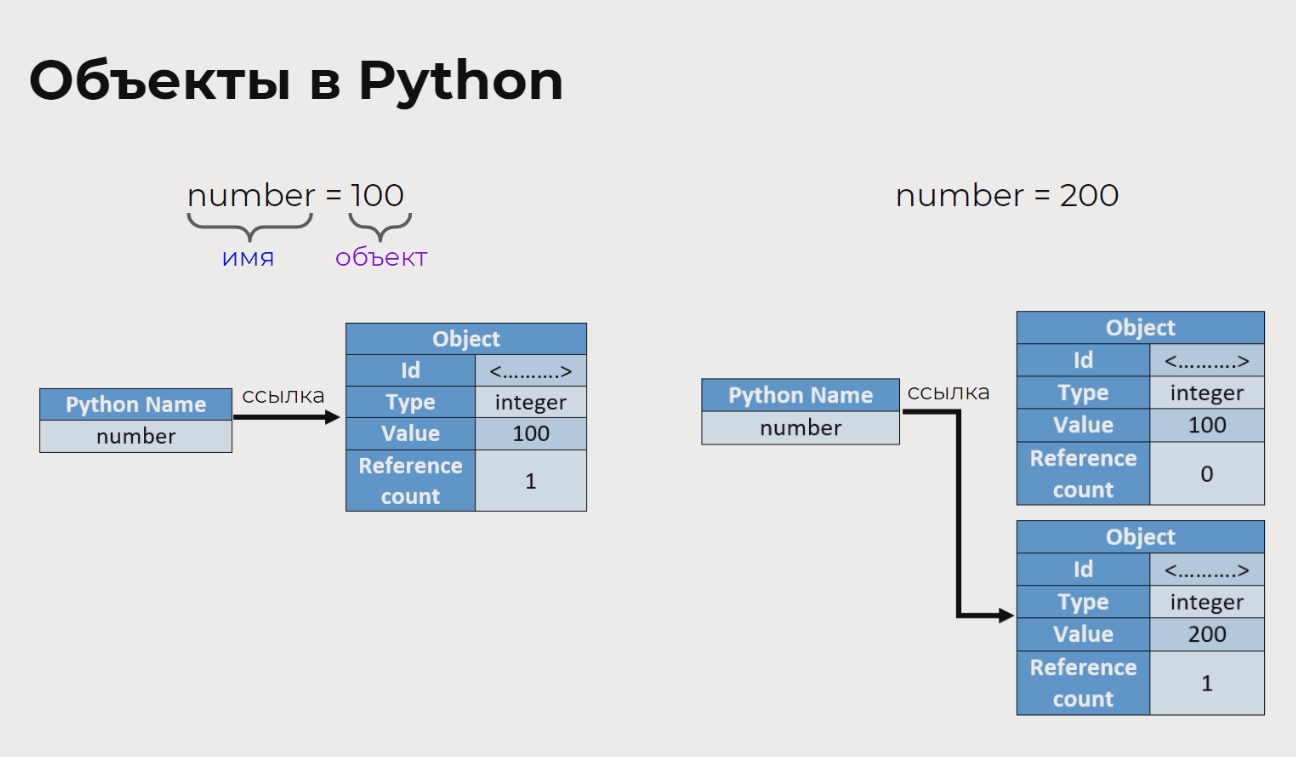 Объекты в Python
number = 100
имя
объект
Python Name
number
ссылка
Object
Id <..........>
Type integer
Value 100
Reference count 1
number = 200
Python Name
number
ссылка
Object
Id <..........>
Type integer
Value 100
Reference count 0
Object
Id <..........>
Type integer
Value 200
Reference count 1